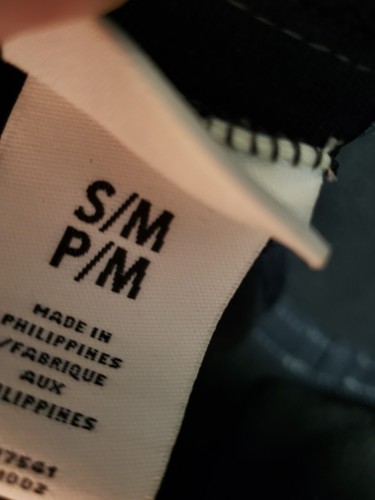 S/M
P/M
MADE IN
PHILIPPINES
/FABRIQUE
AUX
ILIPPINES